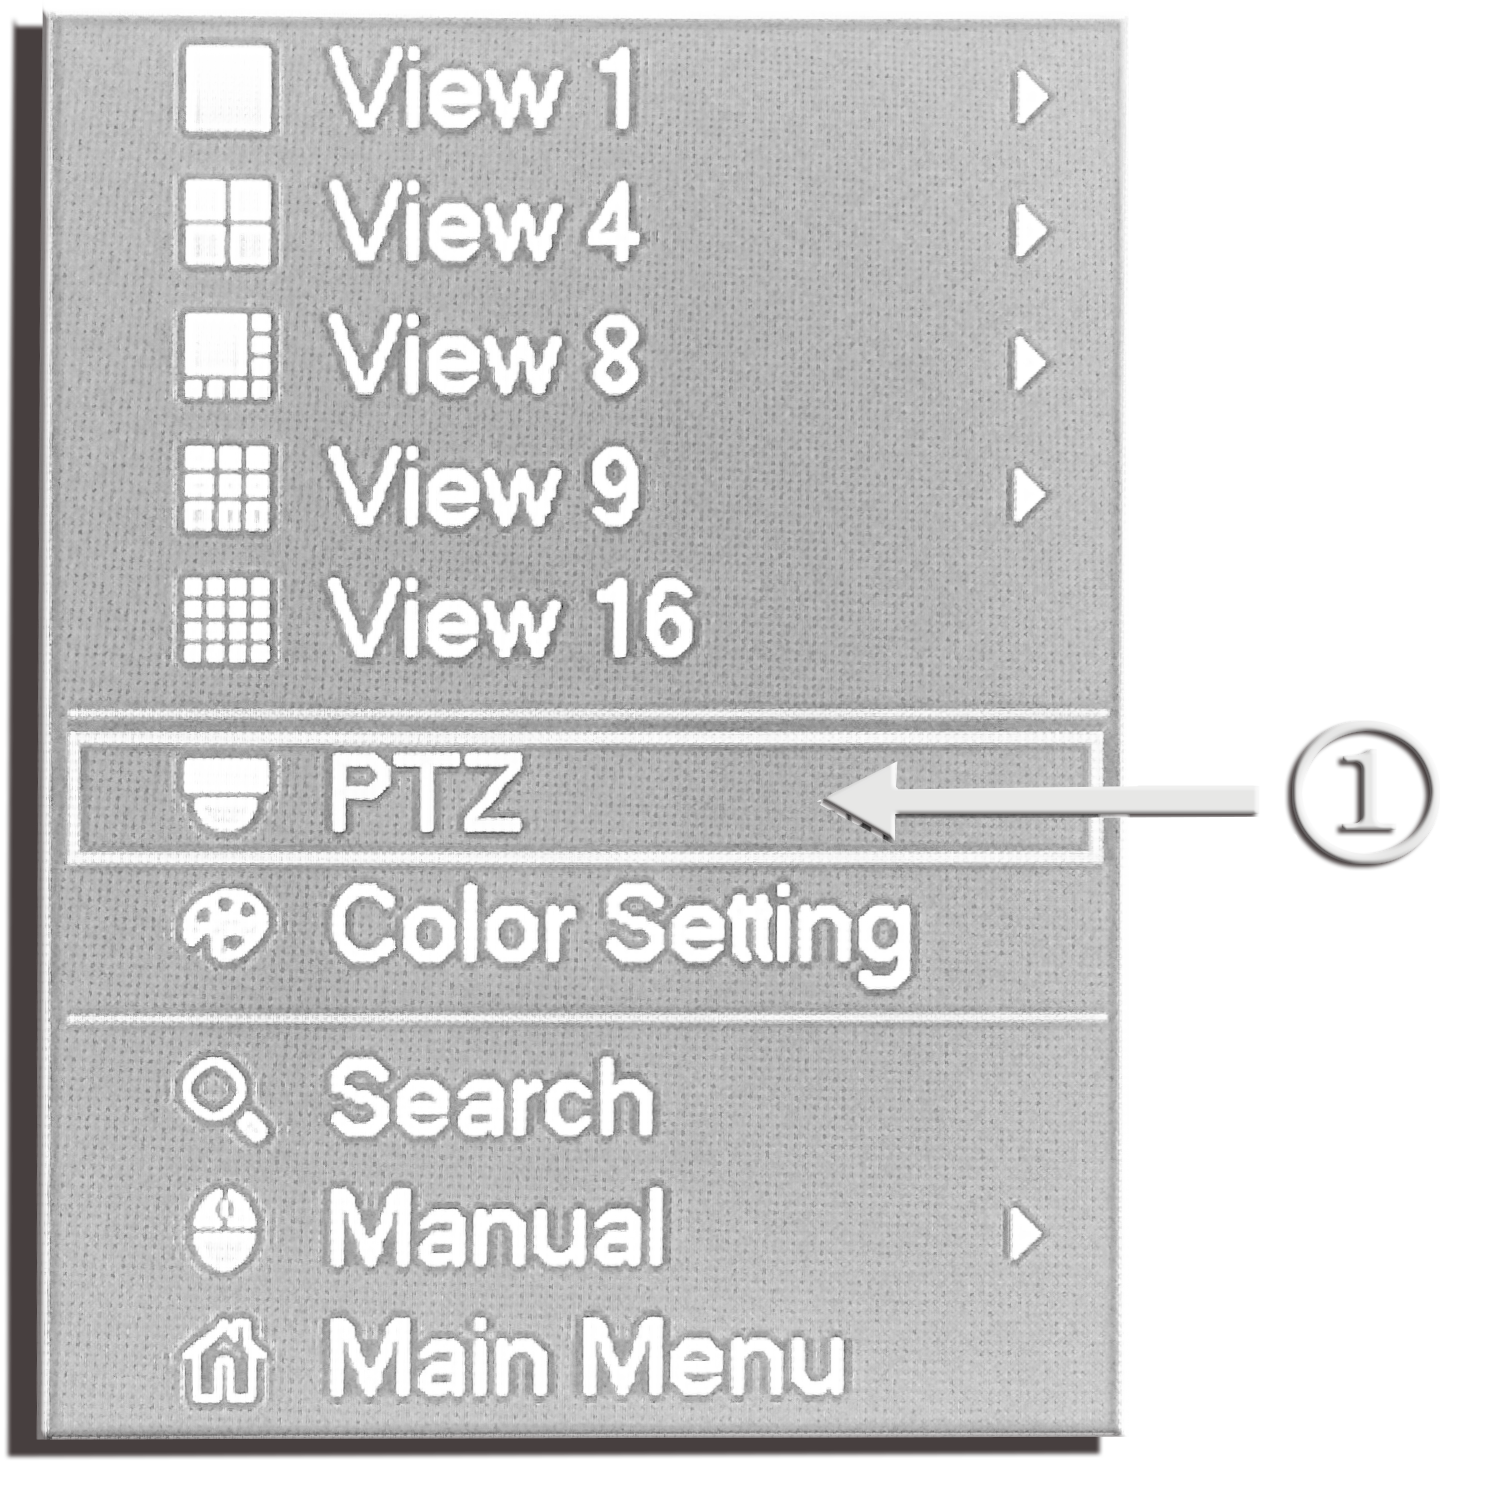 View 1
View 4
View 8
View 9
View 16
PTZ
1
Color Setting
Search
Manual
Main Menu